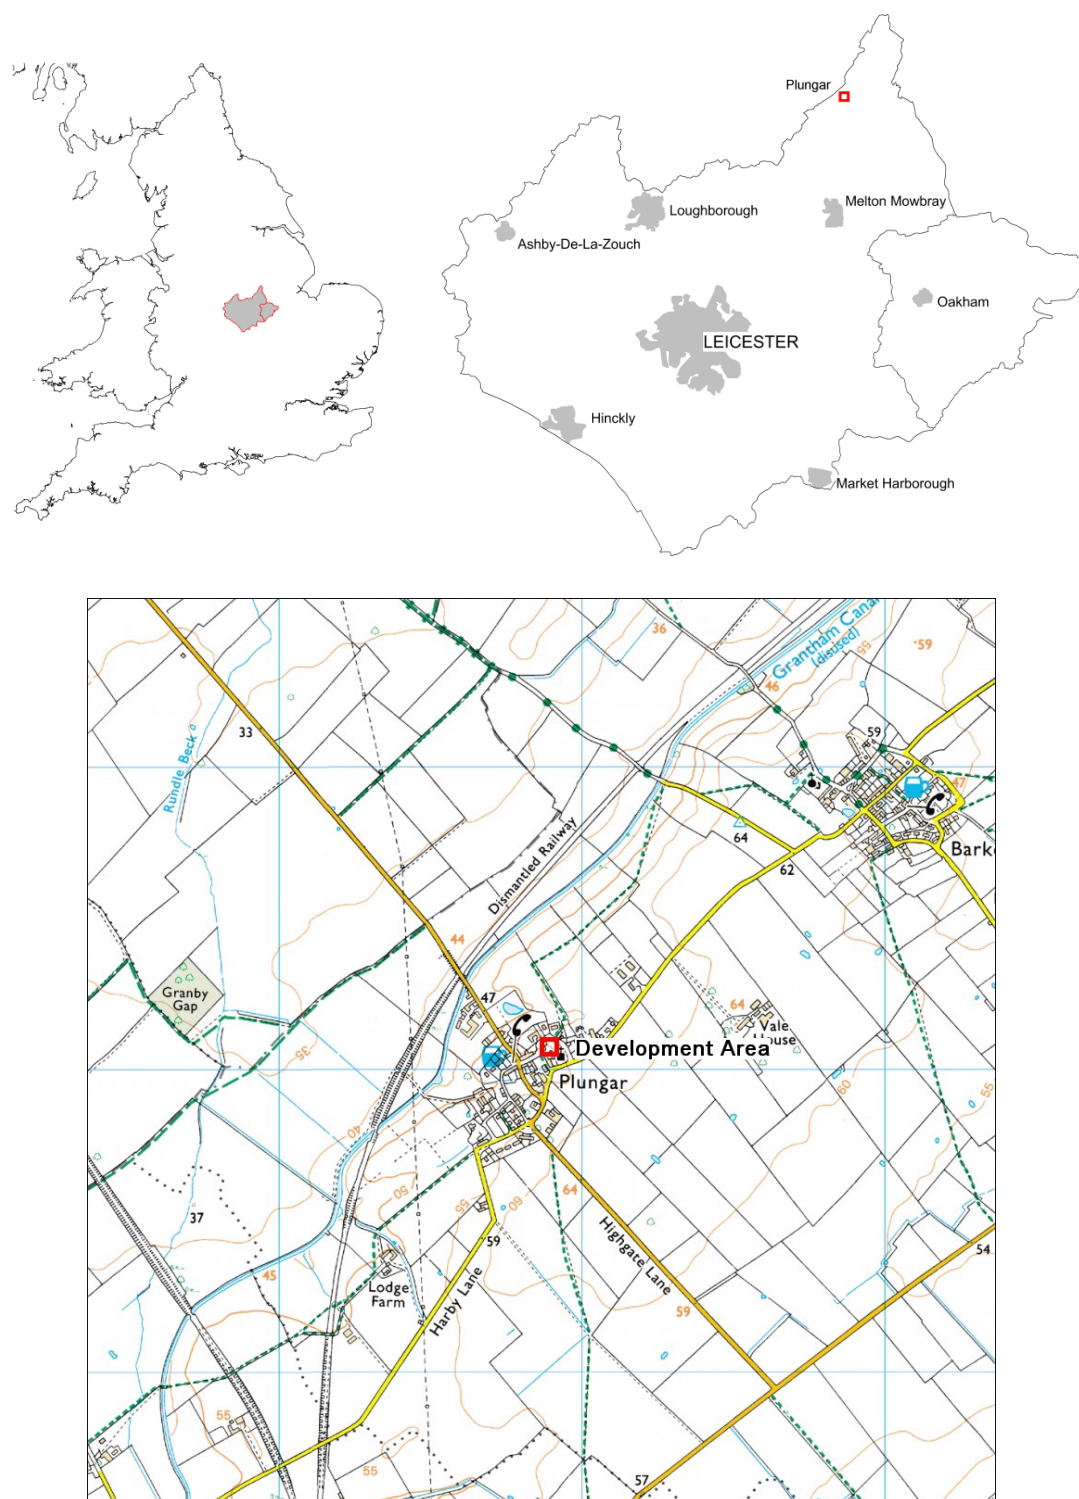 Plungar
Loughborough
Melton Mowbray
Ashby-De-La-Zouch
Oakham
LEICESTER
Hinckly
Market Harborough
Grantham Canal
(disused)
36
59
65
46
33
Rundle Beck
59
47
64
62
Dismantled Railway
44
Granby
Gap
47
64
Vale
House
Development Area
Plungar
35
40
60
55
37
50
55
60
64
Highgate Lane
59
54
45
Lodge
Farm
Harby Lane
59
55
55
57